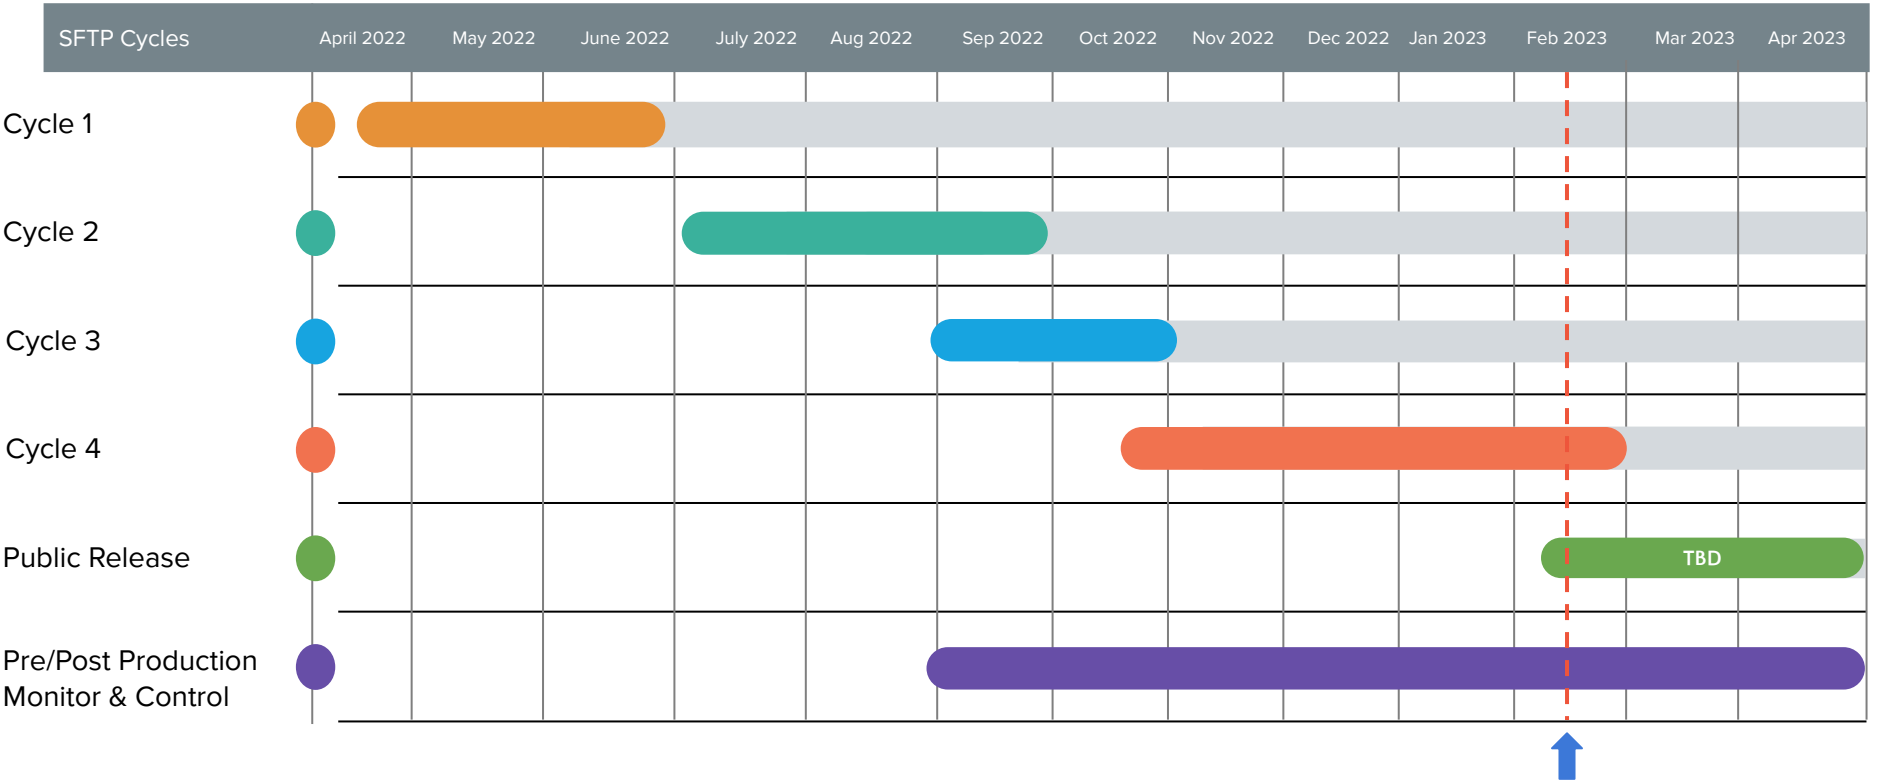 SFTP Cycles April 2022 May 2022 June 2022 July 2022 Aug 2022 Sep 2022 Oct 2022 Nov 2022 Dec 2022 Jan 2023 Feb 2023 Mar 2023 Apr 2023
Cycle 1
Cycle 2
Cycle 3
Cycle 4
Public Release TBD
Pre/Post Production
Monitor & Control